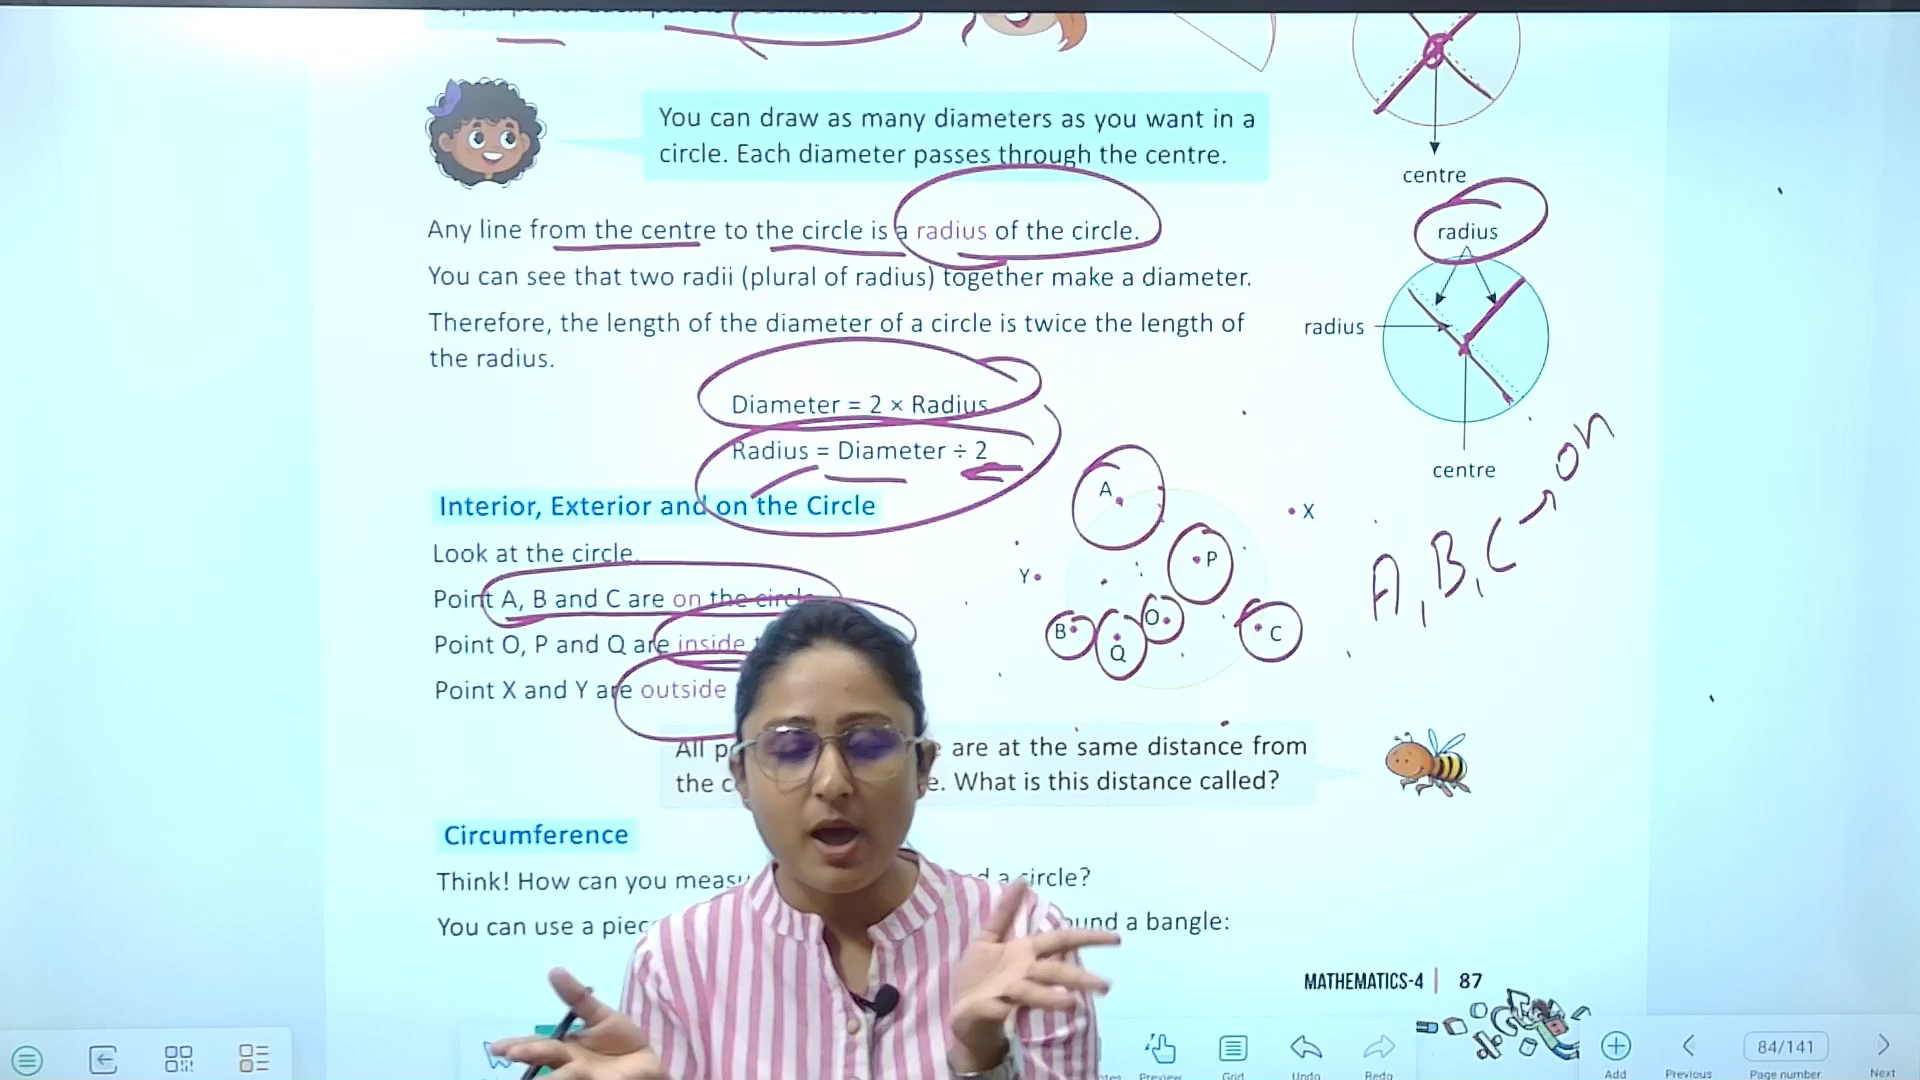 You can draw as many diameters as you want in a
circle. Each diameter passes through the centre.
centre
Any line from the centre to the circle is a radius of the circle.
radius
You can see that two radii (plural of radius) together make a diameter.
Therefore, the length of the diameter of a circle is twice the length of
the radius.
radius
Diameter = 2 × Radius
Radius = Diameter ÷ 2
centre
on
A, B, C
Interior, Exterior and on the Circle
A
X
P
Y
B
Q
O
C
Look at the circle.
Point A, B and C are on the circle
Point O, P and Q are inside
Point X and Y are outside
All are at the same distance from
the What is this distance called?
Circumference
Think! How can you a circle?
You can use a a bangle:
MATHEMATICS-4 | 87
Preview
Grid
Undo
Redo
Add
Previous
84/141
Page number
Next